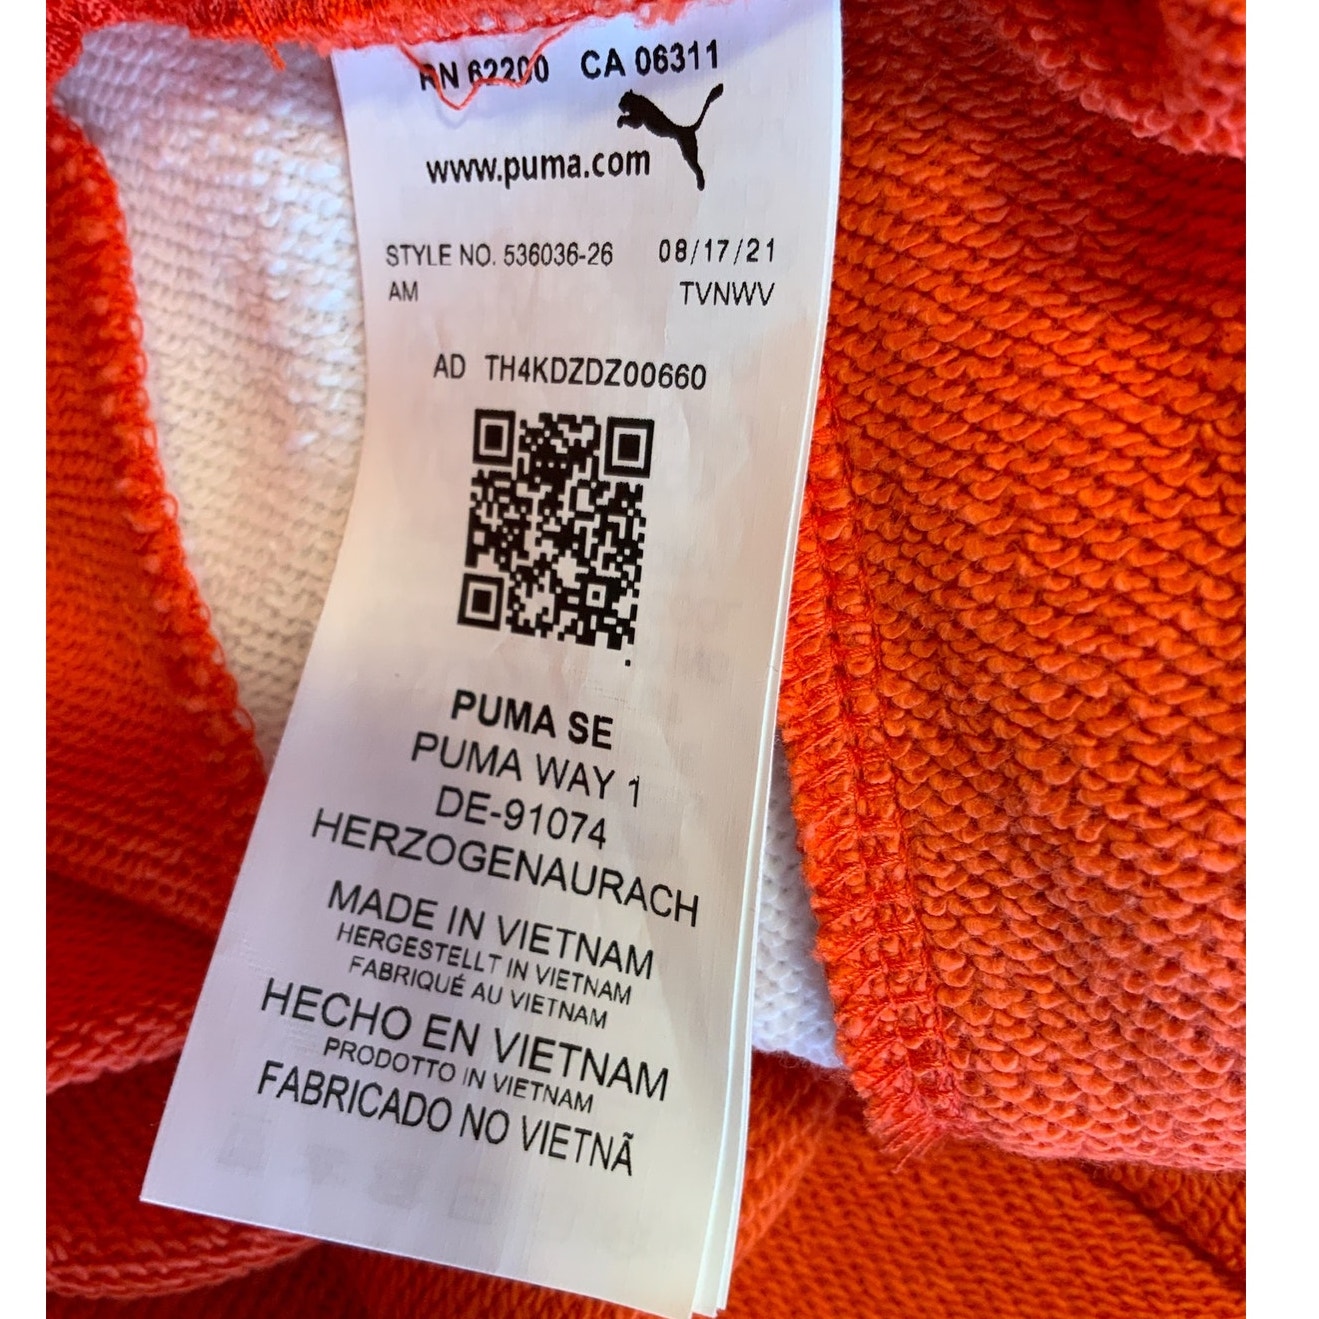 RN 62200 CA 06311
www.puma.com
STYLE NO. 536036-26 08/17/21
AM TVNWV
AD TH4KDZDZ00660
PUMA SE
PUMA WAY 1
DE-91074
HERZOGENAURACH
MADE IN VIETNAM
HERGESTELLT IN VIETNAM
FABRIQUÉ AU VIETNAM
HECHO EN VIETNAM
PRODOTTO IN VIETNAM
FABRICADO NO VIETNÃ